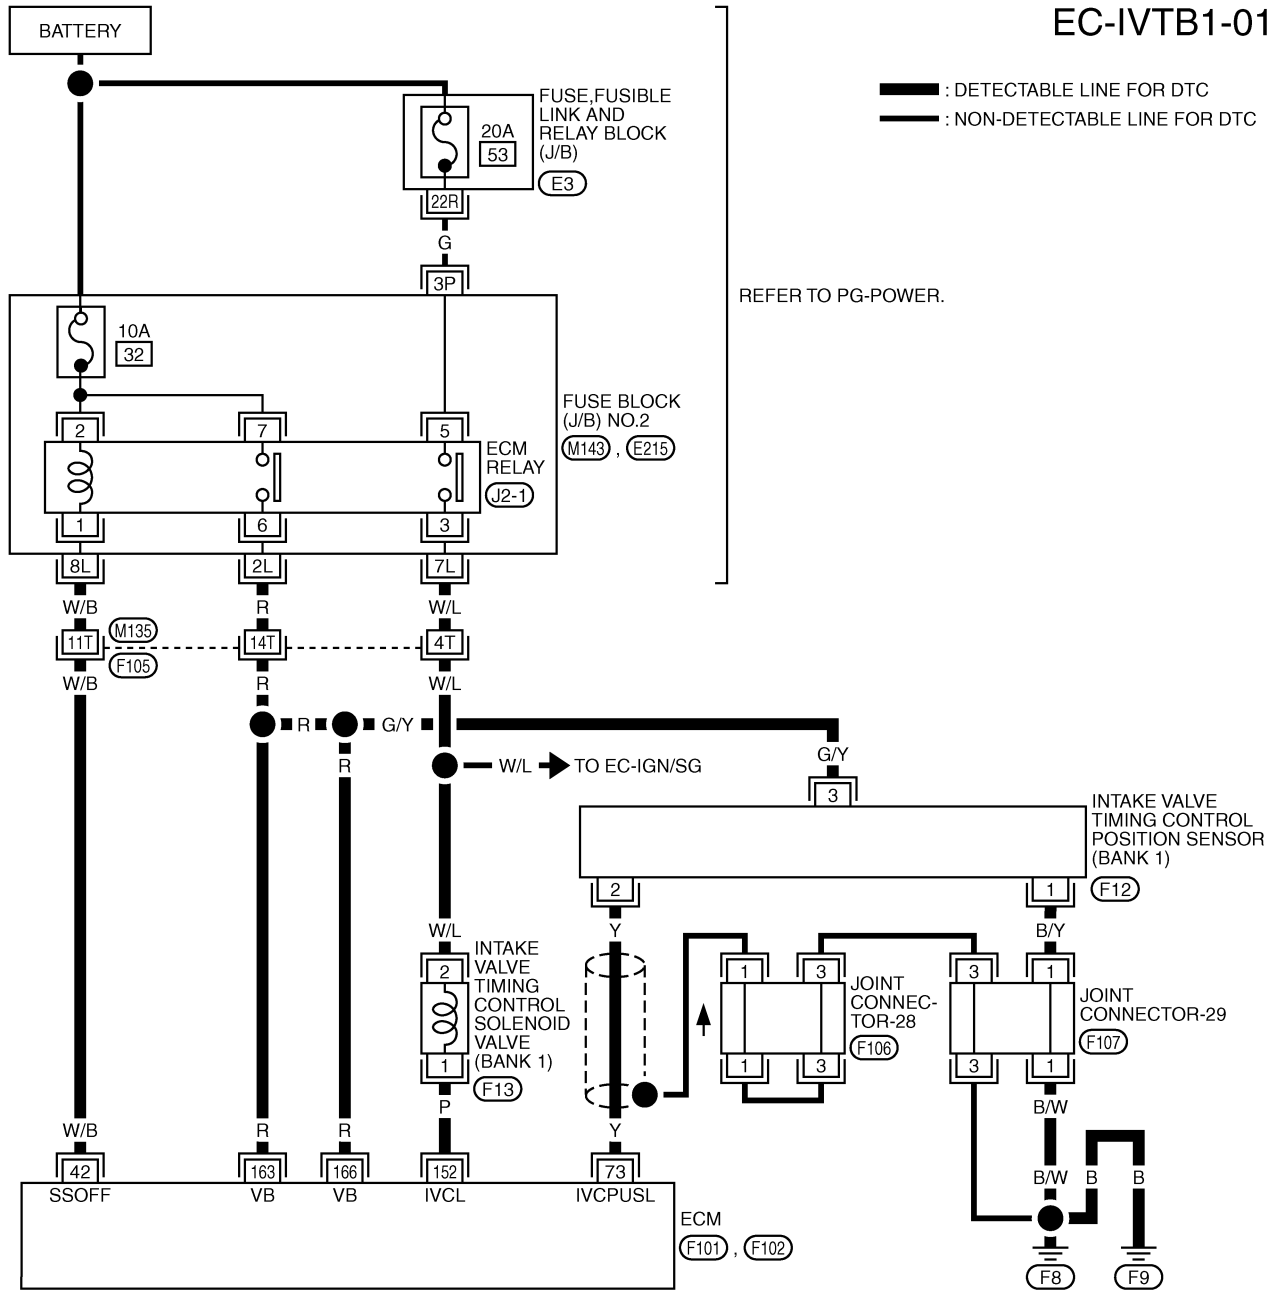 EC-IVTB1-01
BATTERY
: DETECTABLE LINE FOR DTC
: NON-DETECTABLE LINE FOR DTC
FUSE,FUSIBLE
LINK AND
RELAY BLOCK
(J/B)
20A
53
E3
22R
G
3P
REFER TO PG-POWER.
10A
32
FUSE BLOCK
(J/B) NO.2
M143 , E215
2
7
5
ECM
RELAY
J2-1
1
6
3
8L
2L
7L
W/B
R
W/L
11T
M135
14T
4T
F105
W/B
R
W/L
R
G/Y
G/Y
R
W/L
TO EC-IGN/SG
3
INTAKE VALVE
TIMING CONTROL
POSITION SENSOR
(BANK 1)
F12
2
1
W/L
Y
B/Y
INTAKE
VALVE
TIMING
CONTROL
SOLENOID
VALVE
(BANK 1)
F13
2
1
1
3
3
1
JOINT
CONNEC-
TOR-28
F106
JOINT
CONNECTOR-29
F107
1
3
3
1
P
B/W
W/B
R
R
Y
B/W
B
B
42
163
166
152
73
SSOFF
VB
VB
IVCL
IVCPUSL
ECM
F101 , F102
F8
F9